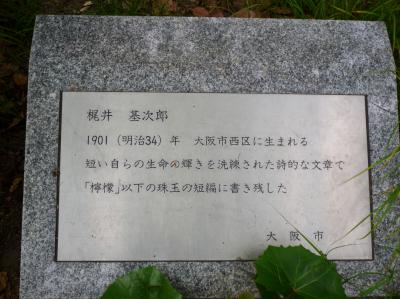 梶井　基次郎
1901（明治34）年　大阪市西区に生まれる
短い自らの生命の輝きを洗練された詩的な文章で
「檸檬」以下の珠玉の短編に書き残した
大　阪　市